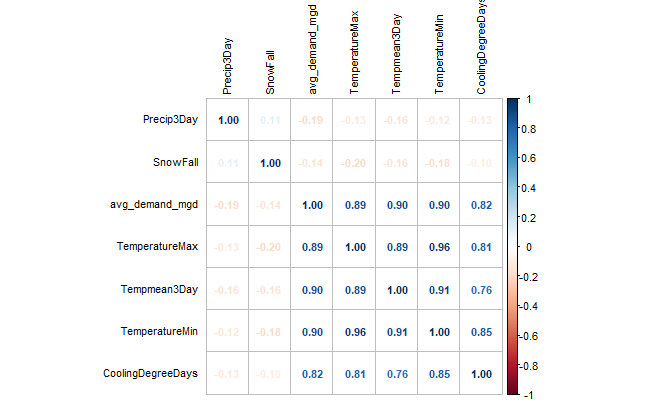 Precip3Day SnowFall avg_demand_mgd TemperatureMax Tempmean3Day TemperatureMin CoolingDegreeDays
Precip3Day 1.00 0.11 -0.19 -0.13 -0.16 -0.12 -0.13
SnowFall 0.11 1.00 -0.14 -0.20 -0.16 -0.18 -0.10
avg_demand_mgd -0.19 -0.14 1.00 0.89 0.90 0.90 0.82
TemperatureMax -0.13 -0.20 0.89 1.00 0.89 0.96 0.81
Tempmean3Day -0.16 -0.16 0.90 0.89 1.00 0.91 0.76
TemperatureMin -0.12 -0.18 0.90 0.96 0.91 1.00 0.85
CoolingDegreeDays -0.13 -0.10 0.82 0.81 0.76 0.85 1.00
1
0.8
0.6
0.4
0.2
0
-0.2
-0.4
-0.6
-0.8
-1